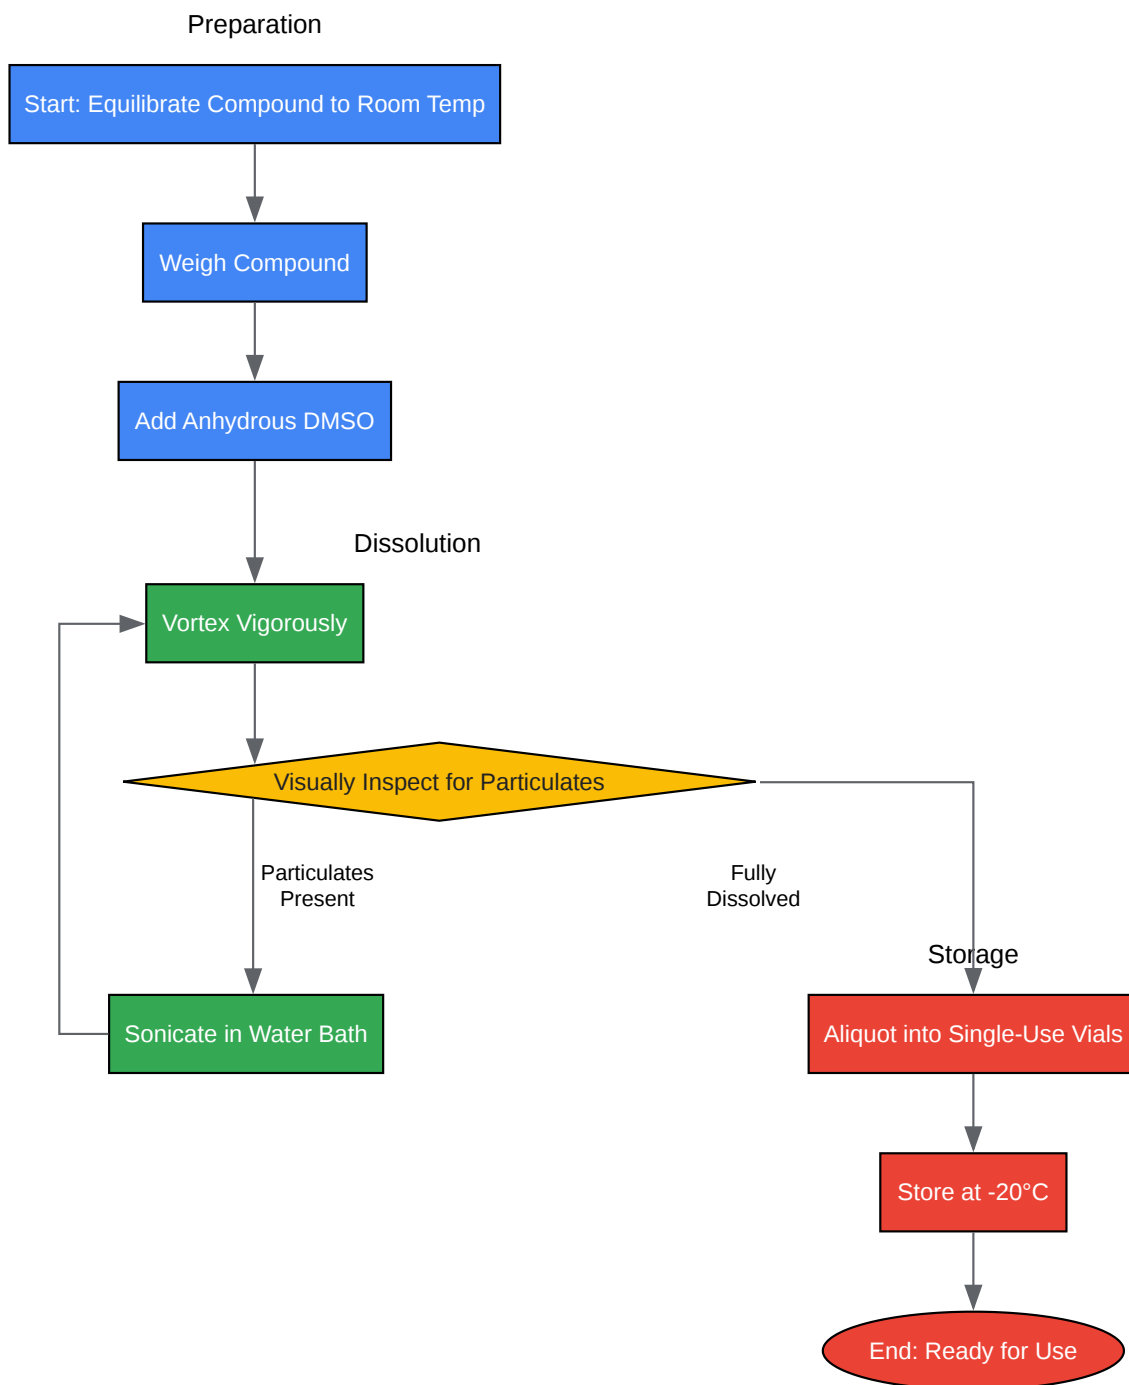 Preparation
Start: Equilibrate Compound to Room Temp
Weigh Compound
Add Anhydrous DMSO
Dissolution
Vortex Vigorously
Visually Inspect for Particulates
Particulates
Present
Fully
Dissolved
Storage
Sonicate in Water Bath
Aliquot into Single-Use Vials
Store at -20°C
End: Ready for Use